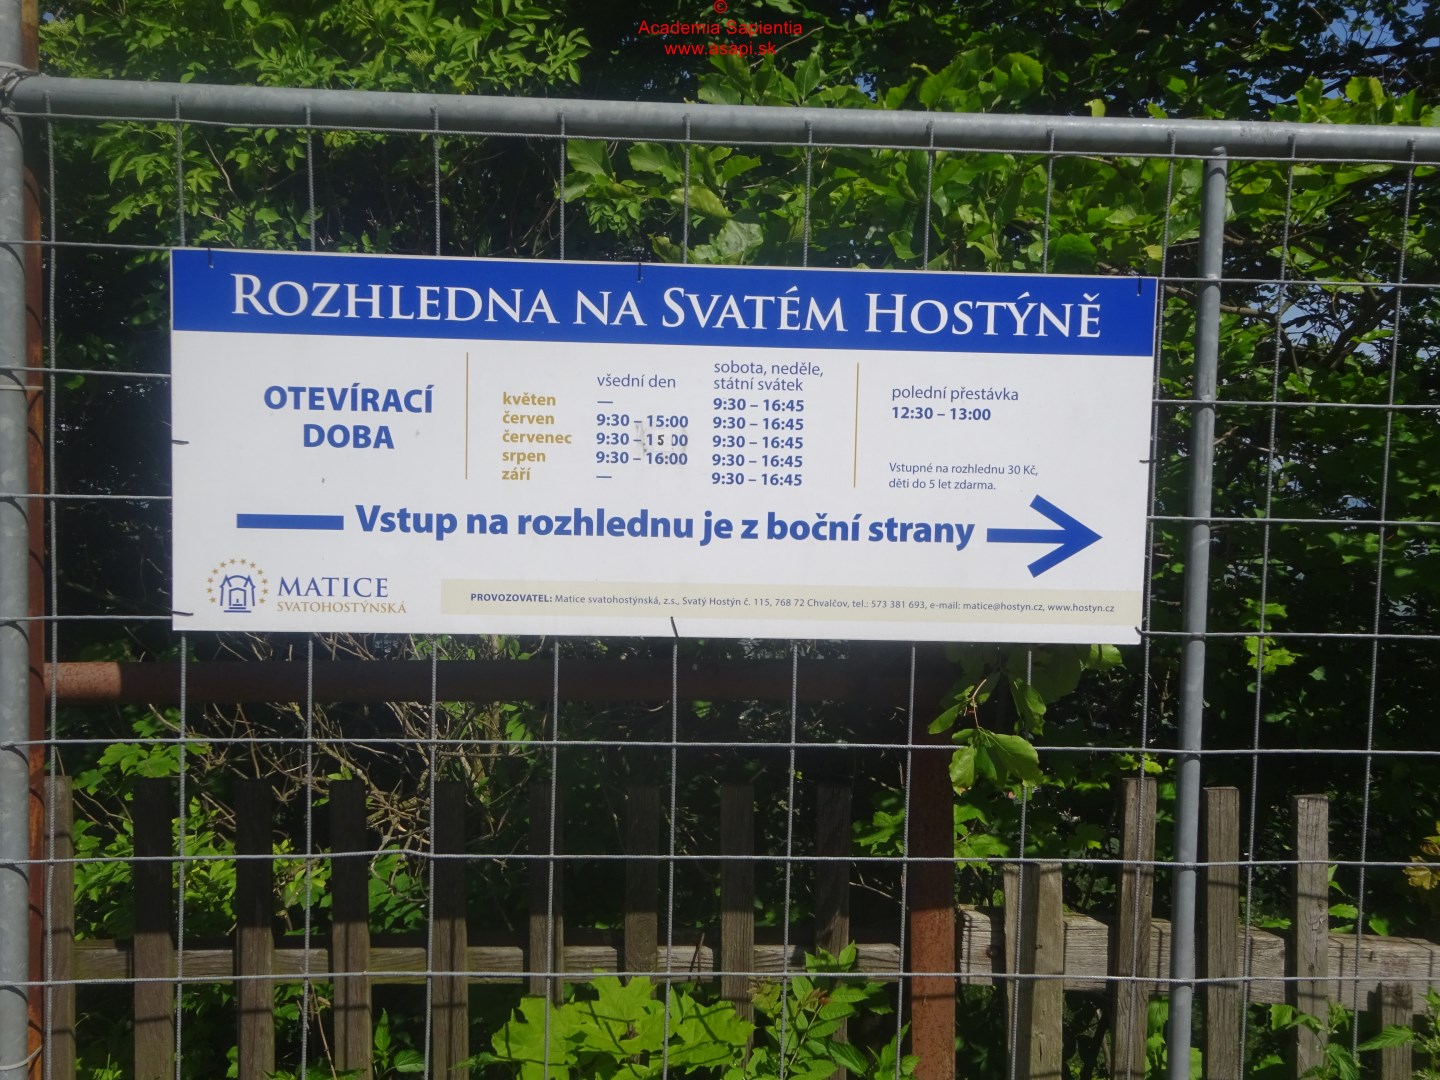 ©
Academia Sapientia
www.asapi.sk
ROZHLEDNA NA SVATÉM HOSTÝNĚ
OTEVÍRACÍ
DOBA
všední den
sobota, neděle,
státní svátek
květen — 9:30 – 16:45
červen 9:30 – 15:00 9:30 – 16:45
červenec 9:30 – 15:00 9:30 – 16:45
srpen 9:30 – 16:00 9:30 – 16:45
září — 9:30 – 16:45
polední přestávka
12:30 – 13:00
Vstupné na rozhlednu 30 Kč,
děti do 5 let zdarma.
Vstup na rozhlednu je z boční strany
MATICE
SVATOHOSTÝNSKÁ
PROVOZOVATEL: Matice svatohostýnská, z.s., Svatý Hostýn č. 115, 768 72 Chvalčov, tel.: 573 381 693, e-mail: matice@hostyn.cz, www.hostyn.cz